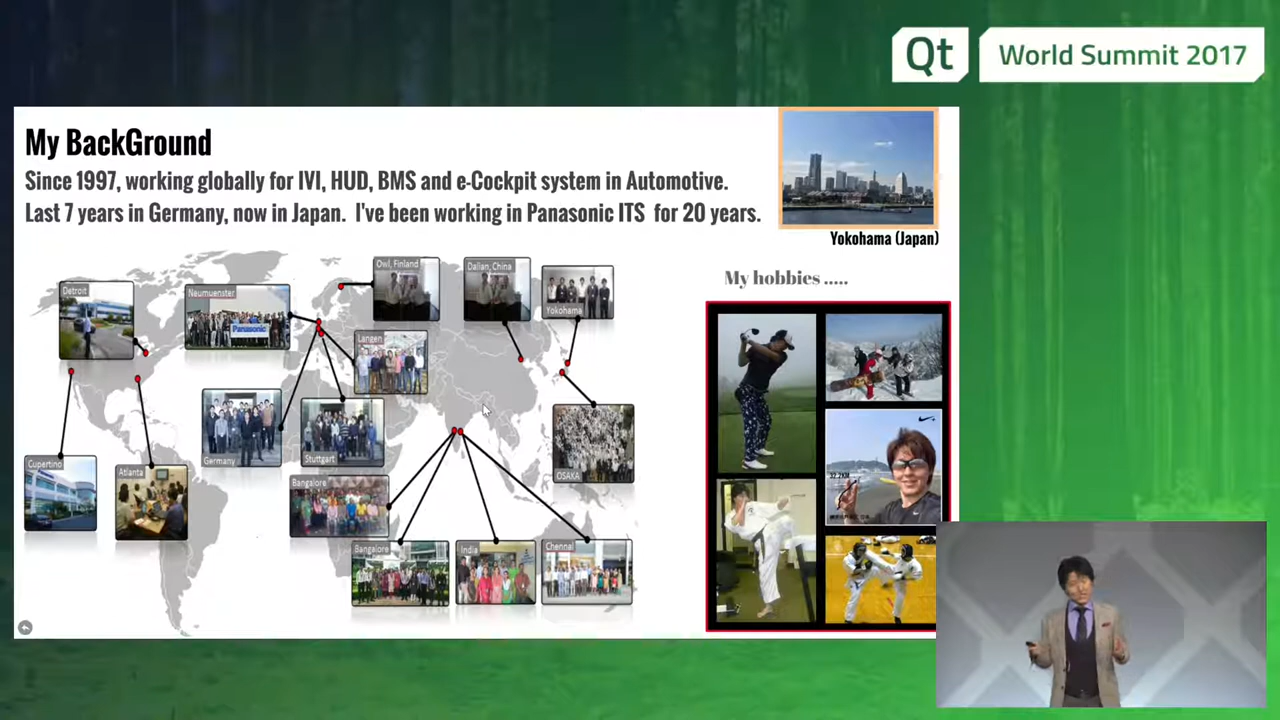 Qt
World Summit 2017
My BackGround
Since 1997, working globally for IVI, HUD, BMS and e-Cockpit system in Automotive.
Last 7 years in Germany, now in Japan. I've been working in Panasonic ITS for 20 years.
Yokohama (Japan)
My hobbies .....
Detroit
Neumuenster
Panasonic
Owl, Finland
Dalian, China
Yokohama
Langen
Germany
Stuttgart
OSAKA
Cupertino
Atlanta
Bangalore
Bangalore
India
Chennai